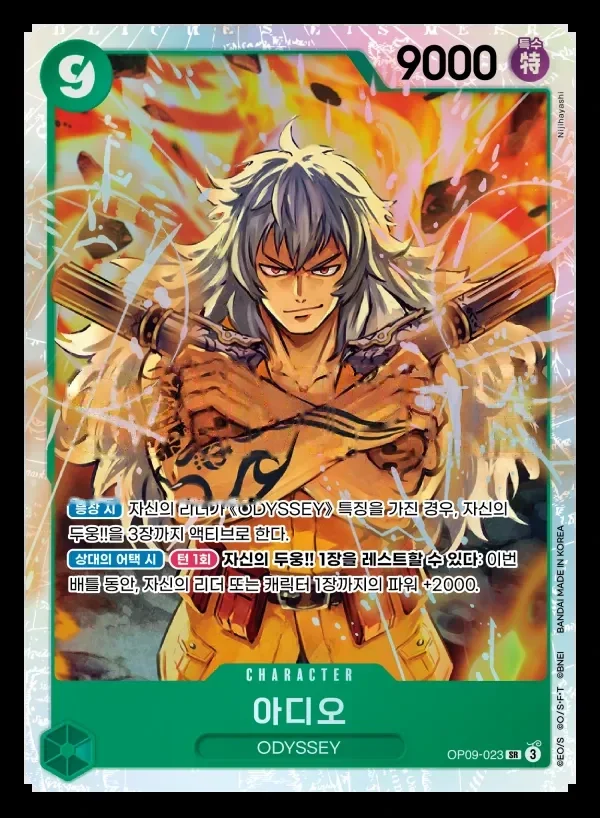 9
9000
특수
特
Nijihayashi
등장 시 자신의 리더가 《ODYSSEY》 특징을 가진 경우, 자신의
두웅!!을 3장까지 액티브로 한다.
상대의 어택 시 턴 1회 자신의 두웅!! 1장을 레스트할 수 있다: 이번
배틀 동안, 자신의 리더 또는 캐릭터 1장까지의 파워 +2000.
CHARACTER
아디오
ODYSSEY
OP09-023 SR 3
©EO/S ©O/S·F·T ©BNEI BANDAI MADE IN KOREA